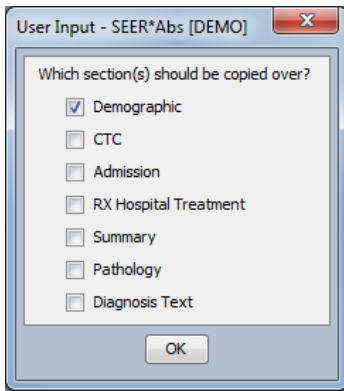 User Input - SEER*Abs [DEMO]
Which section(s) should be copied over?
Demographic
CTC
Admission
RX Hospital Treatment
Summary
Pathology
Diagnosis Text
OK